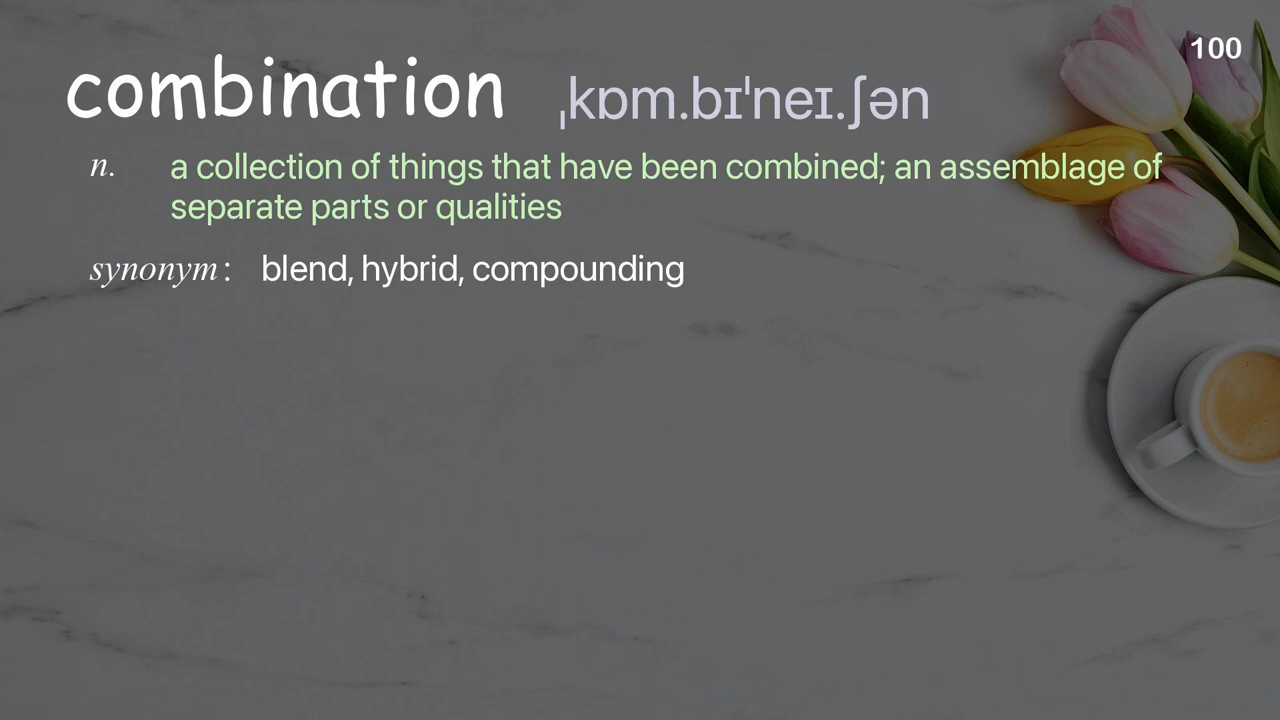 100
combination ˌkɒm.bɪˈneɪ.ʃən
n. a collection of things that have been combined; an assemblage of
separate parts or qualities
synonym: blend, hybrid, compounding